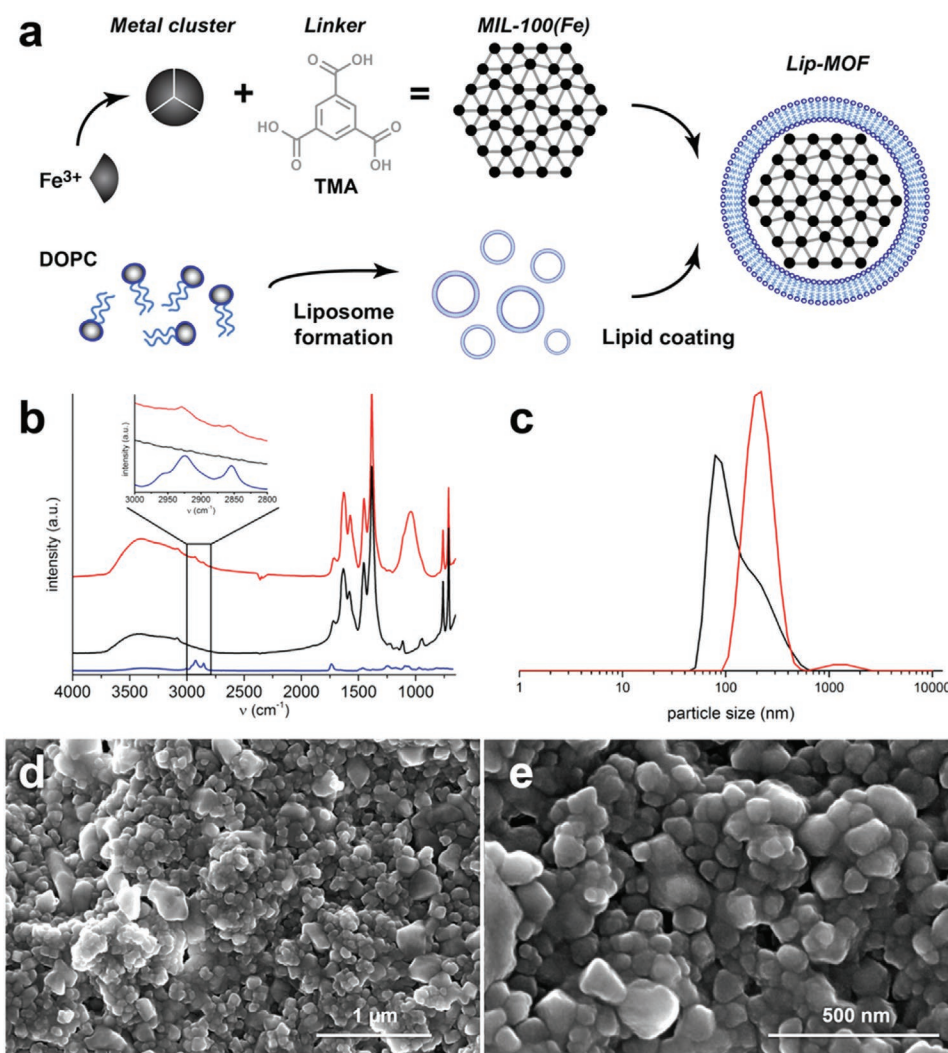 a
Metal cluster
Linker
MIL-100(Fe)
Lip-MOF
+
=
O
OH
HO
O
O
OH
TMA
Fe3+
DOPC
Liposome
formation
Lipid coating
b
intensity (a.u.)
3000 2950 2900 2850 2800
ν (cm-1)
intensity (a.u.)
4000 3500 3000 2500 2000 1500 1000
ν (cm-1)
c
1 10 100 1000 10000
particle size (nm)
d
1 μm
e
500 nm